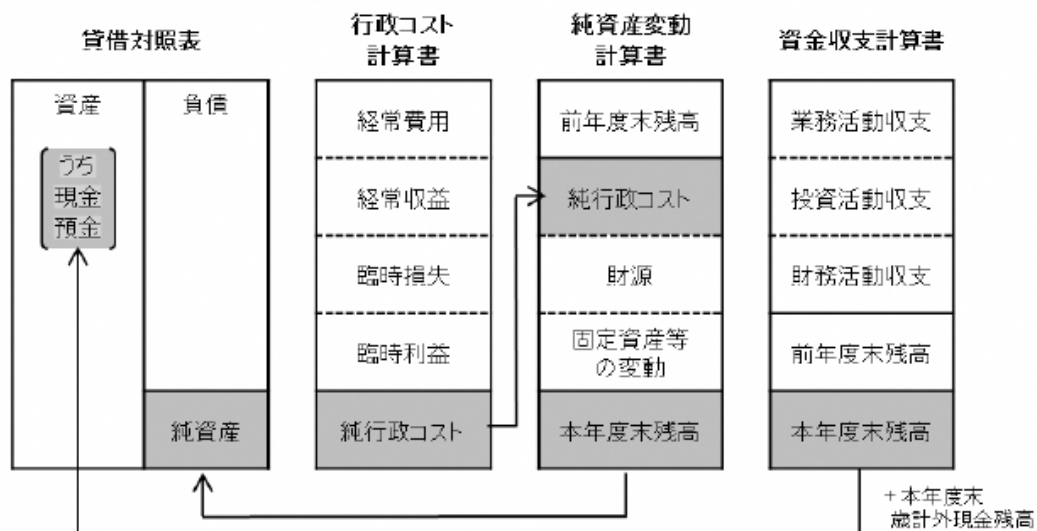 貸借対照表
資産
うち
現金
預金
負債
純資産
行政コスト
計算書
経常費用
経常収益
臨時損失
臨時利益
純行政コスト
純資産変動
計算書
前年度末残高
純行政コスト
財源
固定資産等
の変動
本年度末残高
資金収支計算書
業務活動収支
投資活動収支
財務活動収支
前年度末残高
本年度末残高
+本年度末
歳計外現金残高